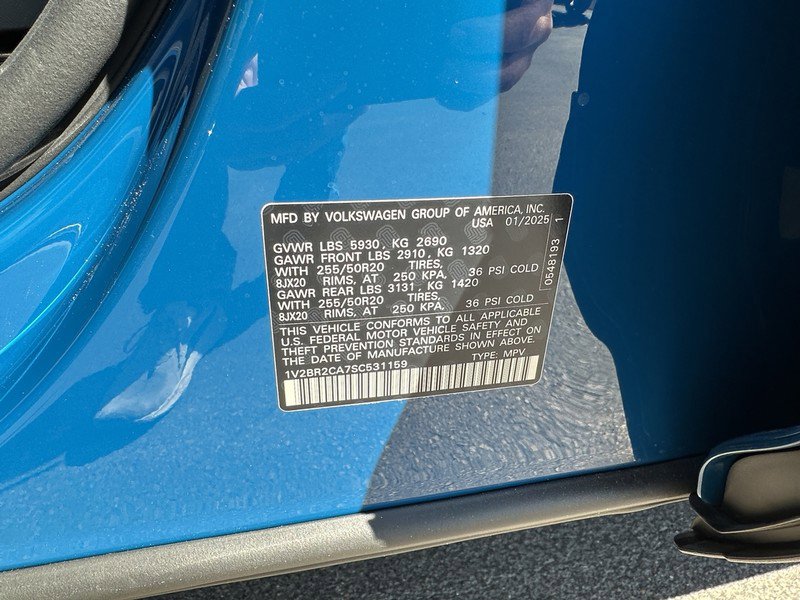 MFD BY VOLKSWAGEN GROUP OF AMERICA, INC.
USA 01/2025
GVWR LBS 5930, KG 2690
GAWR FRONT LBS 2910, KG 1320
WITH 255/50R20 TIRES,
8JX20 RIMS, AT 250 KPA, 36 PSI COLD
GAWR REAR LBS 3131, KG 1420
WITH 255/50R20 TIRES,
8JX20 RIMS, AT 250 KPA, 36 PSI COLD
THIS VEHICLE CONFORMS TO ALL APPLICABLE
U.S. FEDERAL MOTOR VEHICLE SAFETY AND
THEFT PREVENTION STANDARDS IN EFFECT ON
THE DATE OF MANUFACTURE SHOWN ABOVE.
TYPE: MPV
1V2BR2CA7SC531159
0548193 1